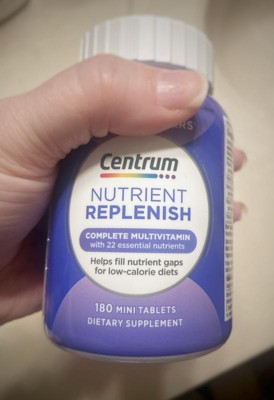 Centrum
NUTRIENT
REPLENISH
COMPLETE MULTIVITAMIN
with 22 essential nutrients
Helps fill nutrient gaps
for low-calorie diets
180 MINI TABLETS
DIETARY SUPPLEMENT